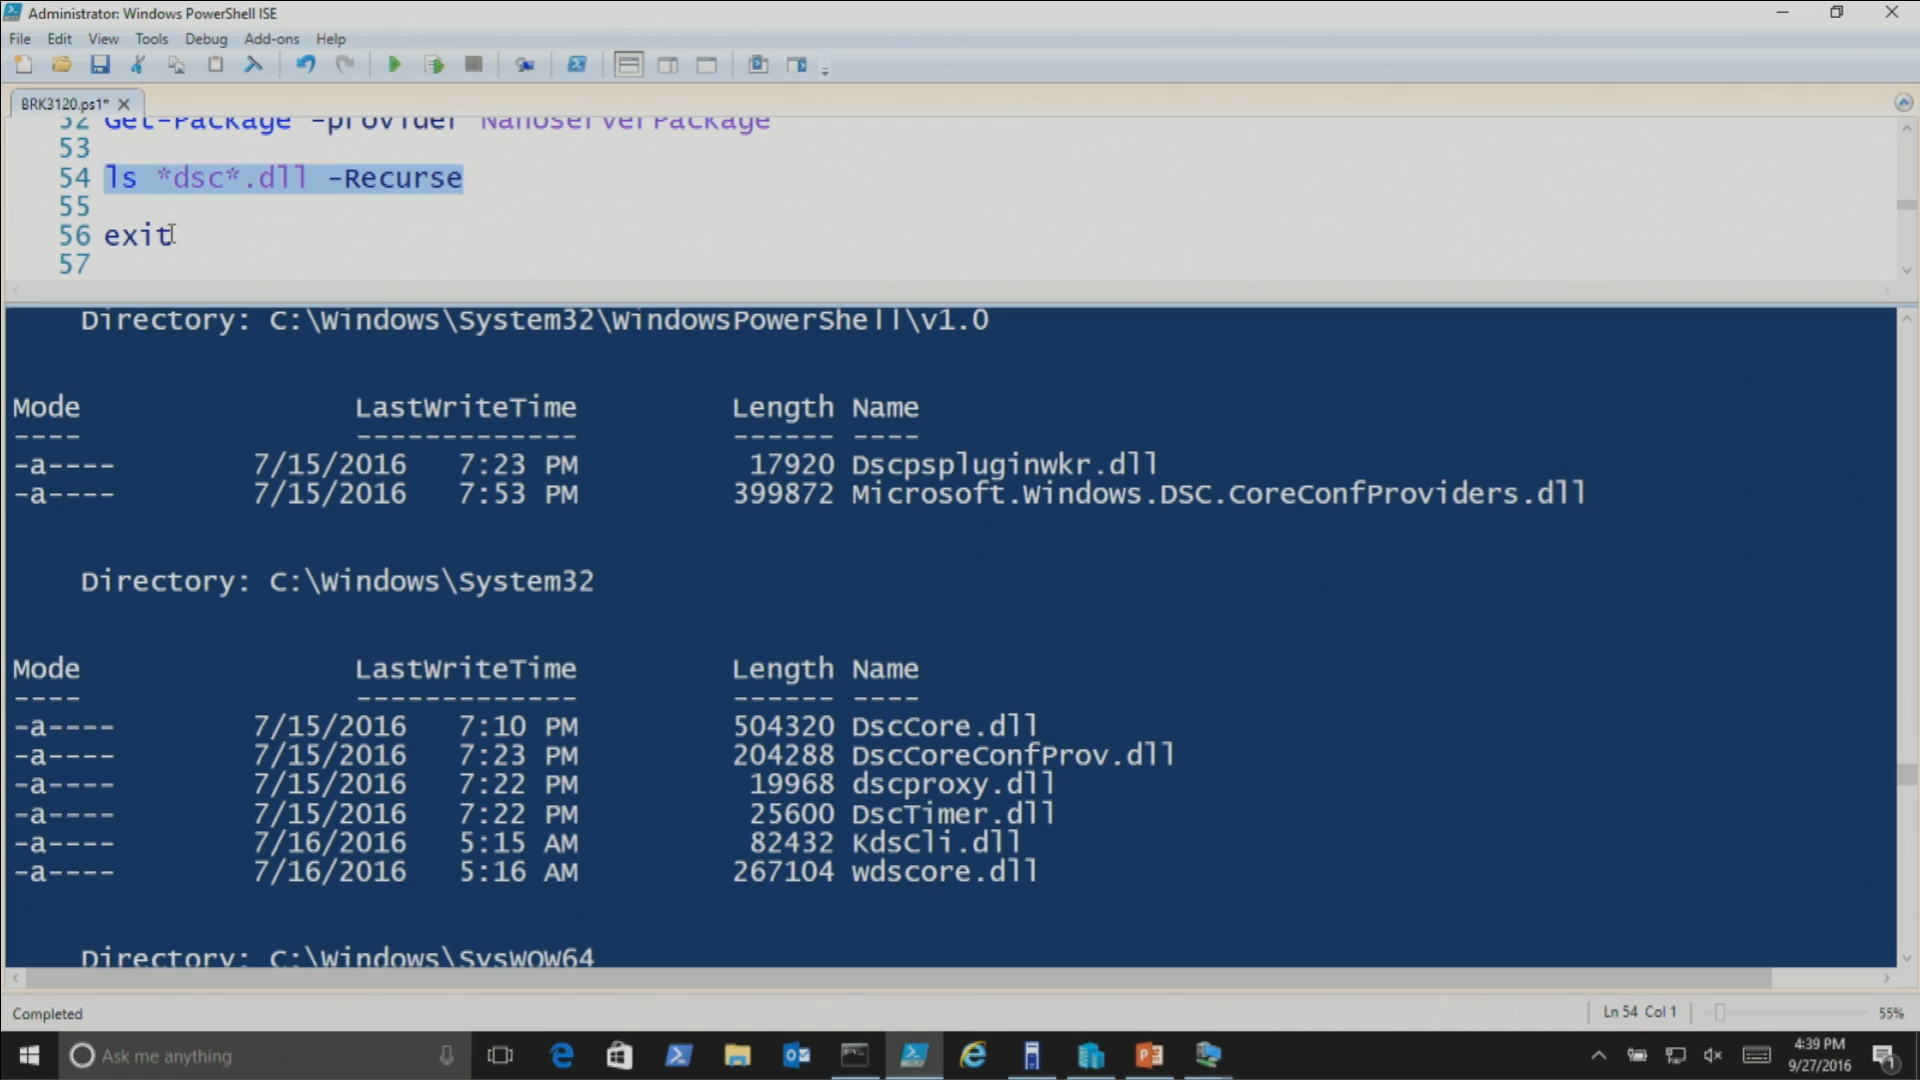 Administrator: Windows PowerShell ISE
File Edit View Tools Debug Add-ons Help
BRK3120.ps1*
52 Get-Package -provider NanoserverPackage
53
54 ls *dsc*.dll -Recurse
55
56 exit
57
Directory: C:\Windows\System32\WindowsPowerShell\v1.0
Mode LastWriteTime Length Name
---- ------------- ------ ----
-a---- 7/15/2016 7:23 PM 17920 Dscpspluginwkr.dll
-a---- 7/15/2016 7:53 PM 399872 Microsoft.Windows.DSC.CoreConfProviders.dll
Directory: C:\Windows\System32
Mode LastWriteTime Length Name
---- ------------- ------ ----
-a---- 7/15/2016 7:10 PM 504320 DscCore.dll
-a---- 7/15/2016 7:23 PM 204288 DscCoreConfProv.dll
-a---- 7/15/2016 7:22 PM 19968 dscproxy.dll
-a---- 7/15/2016 7:22 PM 25600 DscTimer.dll
-a---- 7/16/2016 5:15 AM 82432 KdsCli.dll
-a---- 7/16/2016 5:16 AM 267104 wdscore.dll
Directory: C:\Windows\SysWOW64
Completed
Ln 54 Col 1
55%
Ask me anything
4:39 PM
9/27/2016